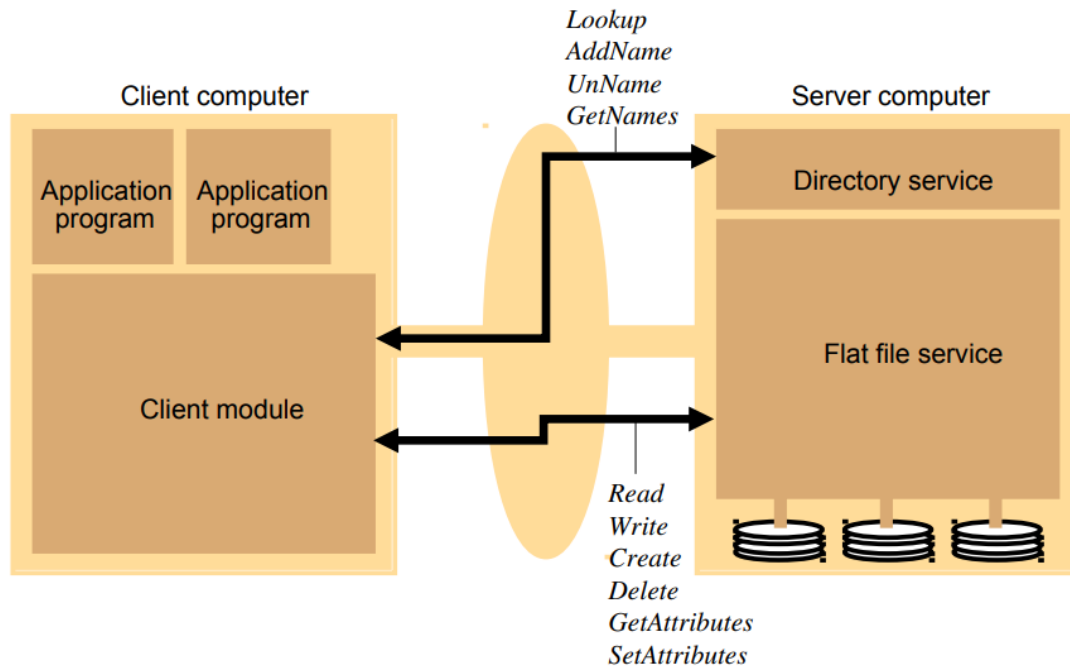 Lookup
AddName
UnName
GetNames
Client computer
Server computer
Application
program
Application
program
Directory service
Client module
Flat file service
Read
Write
Create
Delete
GetAttributes
SetAttributes